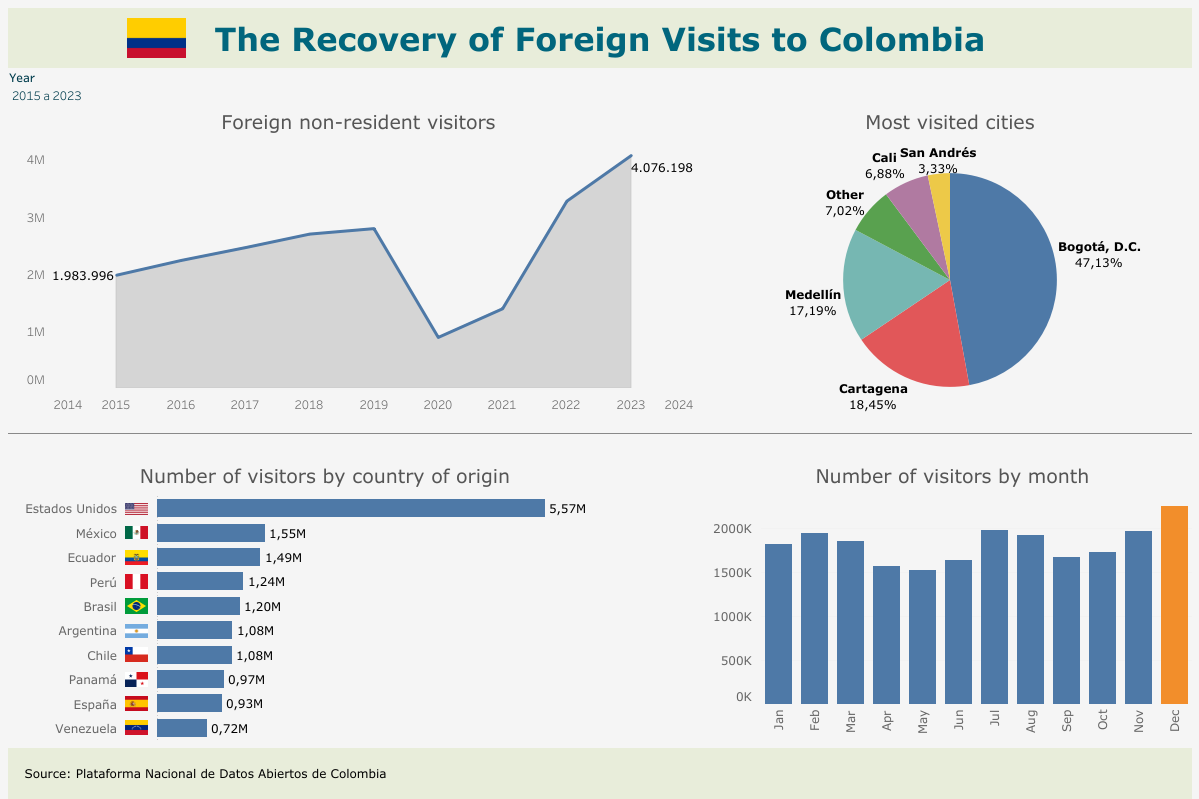 The Recovery of Foreign Visits to Colombia
Year
2015 a 2023
Foreign non-resident visitors
4M
3M
2M
1M
0M
1.983.996
4.076.198
2014 2015 2016 2017 2018 2019 2020 2021 2022 2023 2024
Most visited cities
San Andrés
3,33%
Cali
6,88%
Other
7,02%
Bogotá, D.C.
47,13%
Medellín
17,19%
Cartagena
18,45%
Number of visitors by country of origin
Estados Unidos 5,57M
México 1,55M
Ecuador 1,49M
Perú 1,24M
Brasil 1,20M
Argentina 1,08M
Chile 1,08M
Panamá 0,97M
España 0,93M
Venezuela 0,72M
Number of visitors by month
2000K
1500K
1000K
500K
0K
Jan Feb Mar Apr May Jun Jul Aug Sep Oct Nov Dec
Source: Plataforma Nacional de Datos Abiertos de Colombia